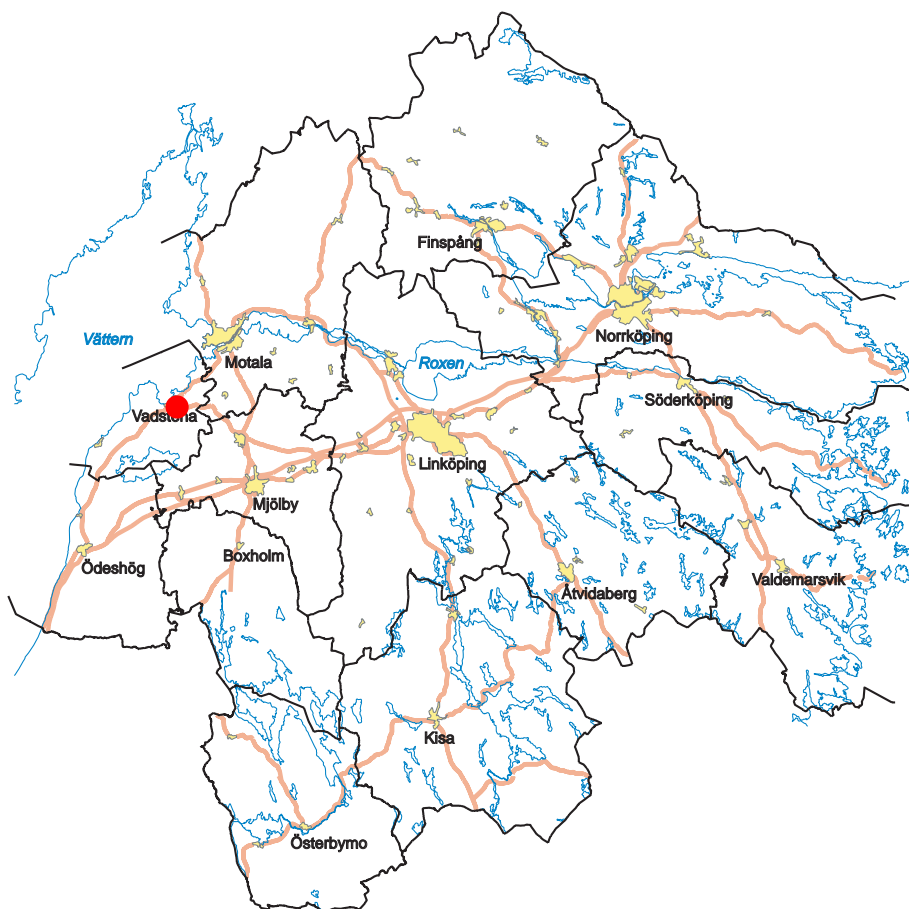 Finspång
Norrköping
Vättern
Motala
Roxen
Söderköping
Vadstena
Linköping
Mjölby
Boxholm
Ödeshög
Valdemarsvik
Åtvidaberg
Kisa
Österbymo